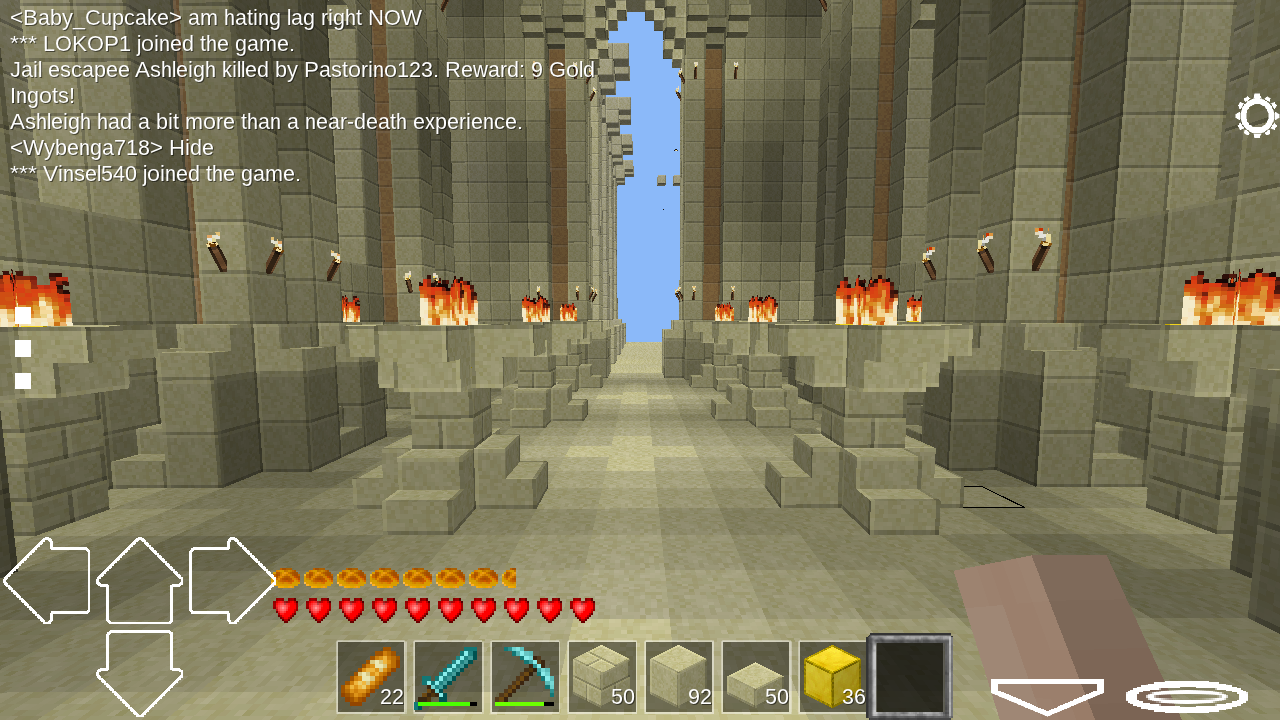 <Baby_Cupcake> am hating lag right NOW
*** LOKOP1 joined the game.
Jail escapee Ashleigh killed by Pastorino123. Reward: 9 Gold
Ingots!
Ashleigh had a bit more than a near-death experience.
<Wybenga718> Hide
*** Vinsel540 joined the game.
22
50
92
50
36